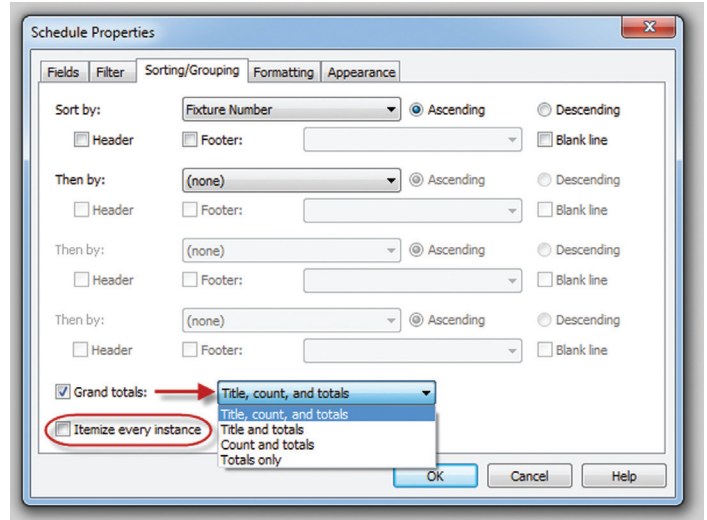 Schedule Properties
Fields Filter Sorting/Grouping Formatting Appearance
Sort by: Fixture Number Ascending Descending
Header Footer: Blank line
Then by: (none) Ascending Descending
Header Footer: Blank line
Then by: (none) Ascending Descending
Header Footer: Blank line
Then by: (none) Ascending Descending
Header Footer: Blank line
Grand totals: Title, count, and totals
Title, count, and totals
Itemize every instance Title and totals
Count and totals
Totals only
OK Cancel Help